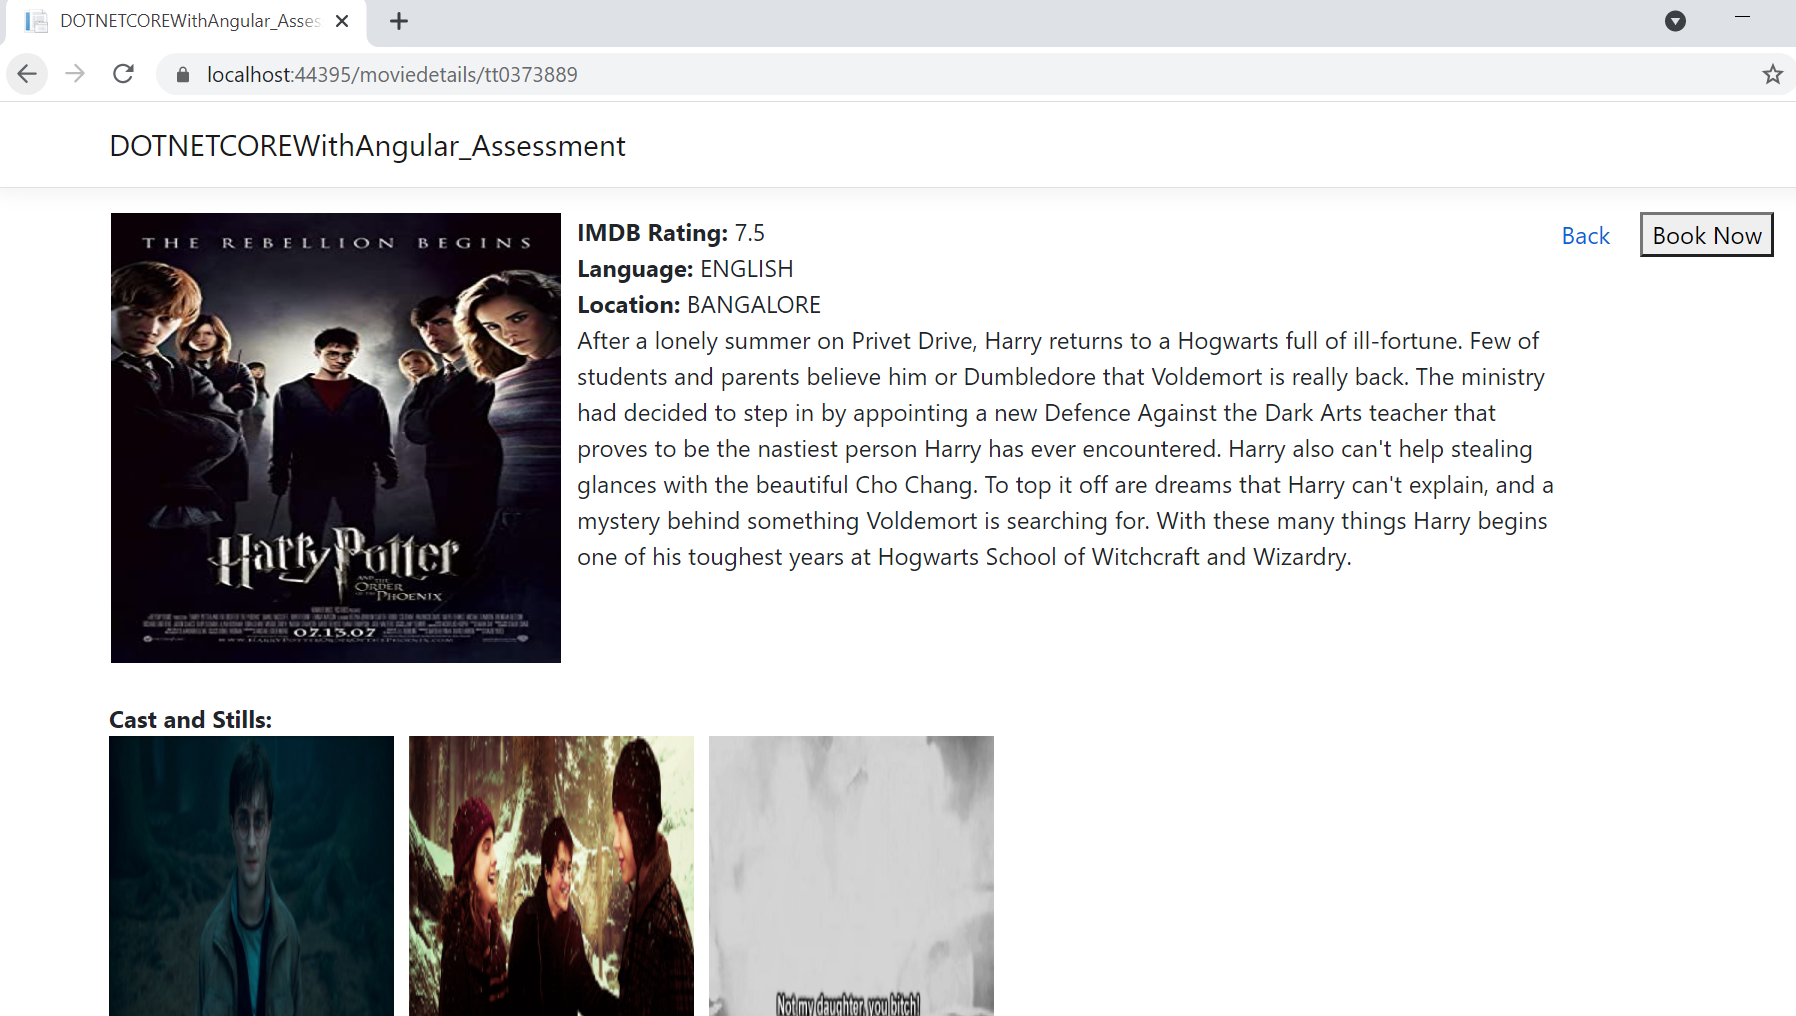 DOTNETCOREWithAngular_Asses
localhost:44395/moviedetails/tt0373889
DOTNETCOREWithAngular_Assessment
THE REBELLION BEGINS
Harry Potter
AND THE
ORDER
OF THE
PHOENIX
07.13.07
IMDB Rating: 7.5
Language: ENGLISH
Location: BANGALORE
After a lonely summer on Privet Drive, Harry returns to a Hogwarts full of ill-fortune. Few of
students and parents believe him or Dumbledore that Voldemort is really back. The ministry
had decided to step in by appointing a new Defence Against the Dark Arts teacher that
proves to be the nastiest person Harry has ever encountered. Harry also can't help stealing
glances with the beautiful Cho Chang. To top it off are dreams that Harry can't explain, and a
mystery behind something Voldemort is searching for. With these many things Harry begins
one of his toughest years at Hogwarts School of Witchcraft and Wizardry.
Back
Book Now
Cast and Stills:
Not my daughter, you bitch!